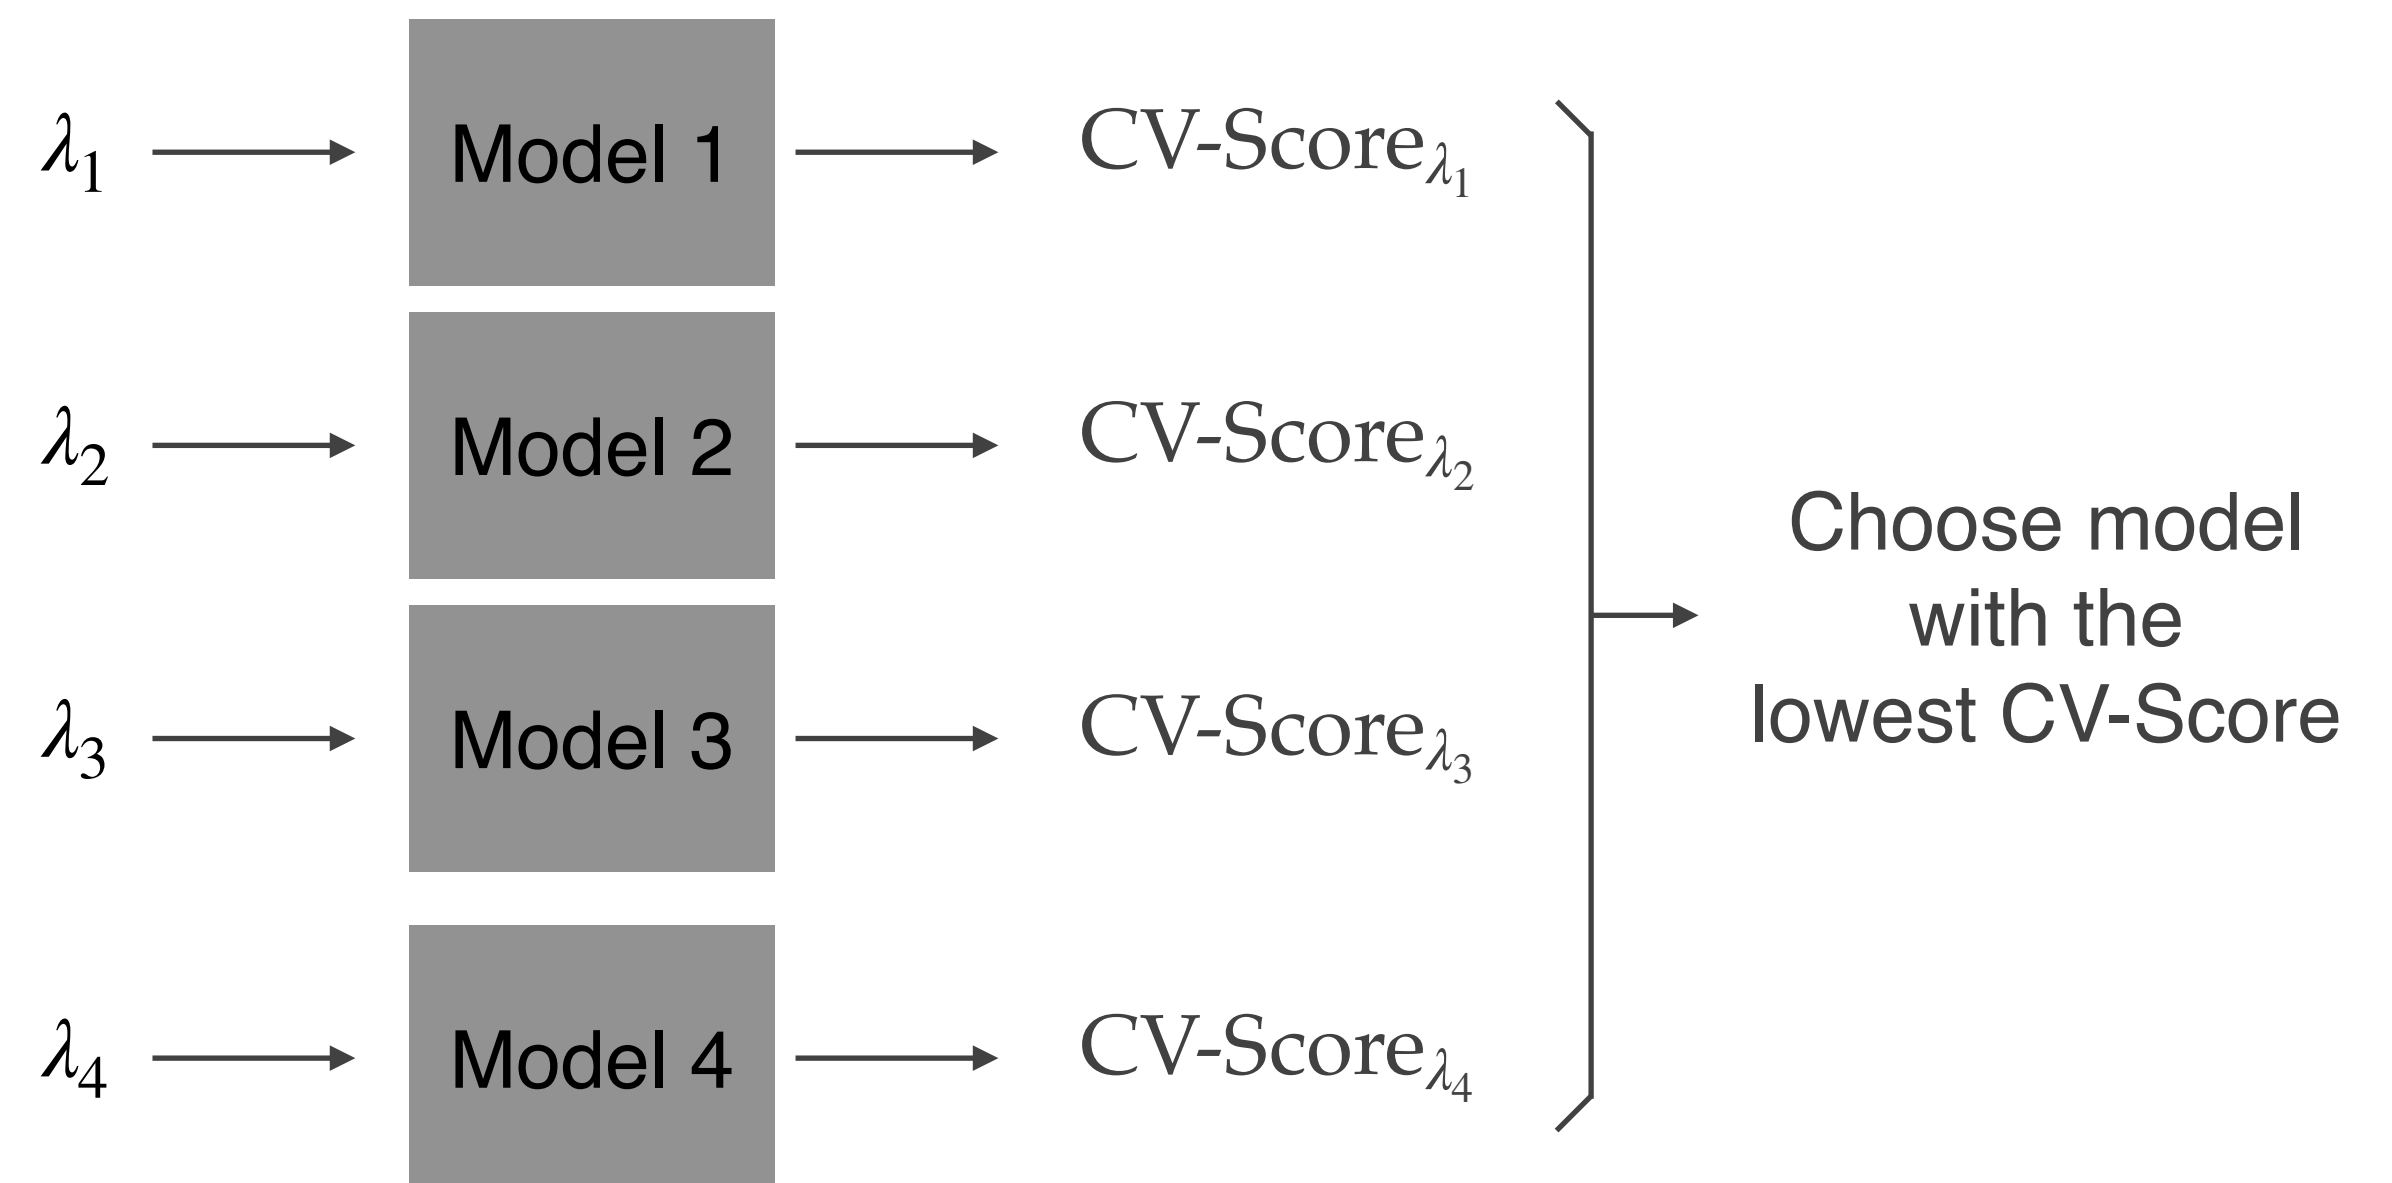 λ1 Model 1 CV-Scoreλ1
λ2 Model 2 CV-Scoreλ2
λ3 Model 3 CV-Scoreλ3
λ4 Model 4 CV-Scoreλ4
Choose model
with the
lowest CV-Score